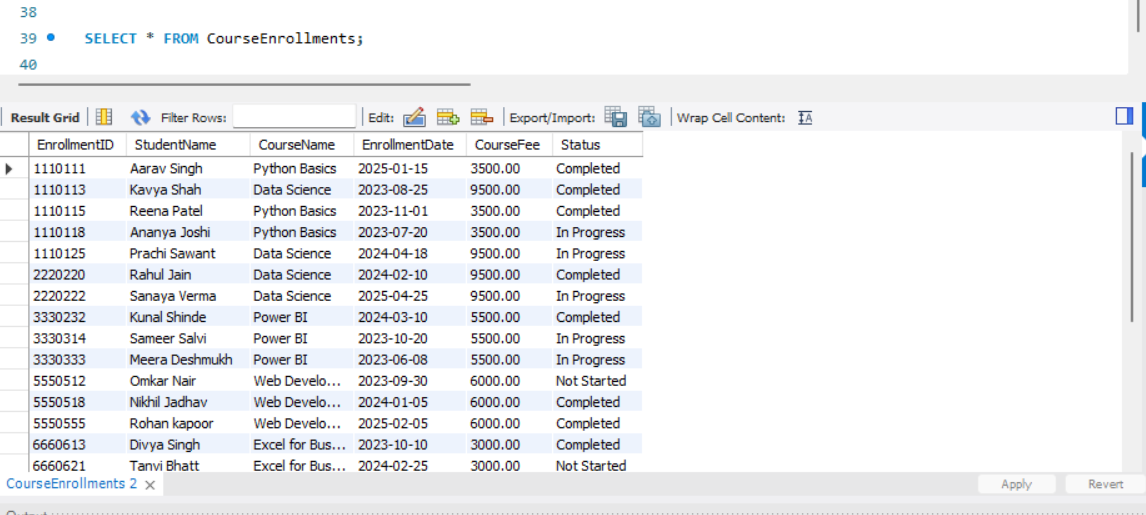 38
39 SELECT * FROM CourseEnrollments;
40
Result Grid Filter Rows: Edit: Export/Import: Wrap Cell Content: IA
EnrollmentID StudentName CourseName EnrollmentDate CourseFee Status
1110111 Aarav Singh Python Basics 2025-01-15 3500.00 Completed
1110113 Kavya Shah Data Science 2023-08-25 9500.00 Completed
1110115 Reena Patel Python Basics 2023-11-01 3500.00 Completed
1110118 Ananya Joshi Python Basics 2023-07-20 3500.00 In Progress
1110125 Prachi Sawant Data Science 2024-04-18 9500.00 In Progress
2220220 Rahul Jain Data Science 2024-02-10 9500.00 Completed
2220222 Sanaya Verma Data Science 2025-04-25 9500.00 In Progress
3330232 Kunal Shinde Power BI 2024-03-10 5500.00 Completed
3330314 Sameer Salvi Power BI 2023-10-20 5500.00 In Progress
3330333 Meera Deshmukh Power BI 2023-06-08 5500.00 In Progress
5550512 Omkar Nair Web Develo... 2023-09-30 6000.00 Not Started
5550518 Nikhil Jadhav Web Develo... 2024-01-05 6000.00 Completed
5550555 Rohan kapoor Web Develo... 2025-02-05 6000.00 Completed
6660613 Divya Singh Excel for Bus... 2023-10-10 3000.00 Completed
6660621 Tanvi Bhatt Excel for Bus... 2024-02-25 3000.00 Not Started
CourseEnrollments 2 Apply Revert